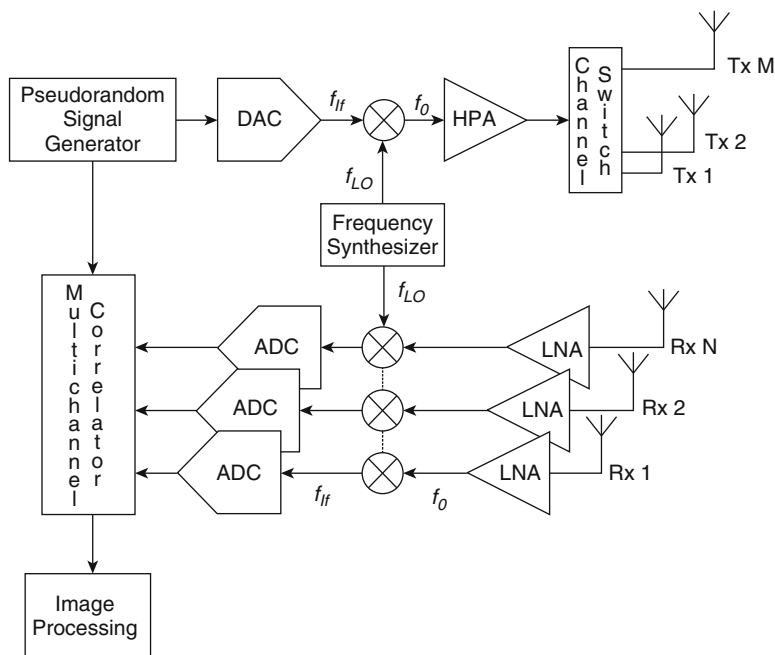 Pseudorandom
Signal
Generator
DAC
f_If
f_0
HPA
Channel
Switch
Tx M
Tx 2
Tx 1
f_LO
Frequency
Synthesizer
f_LO
Multichannel
Correlator
ADC
LNA
Rx N
ADC
LNA
Rx 2
ADC
f_If
f_0
LNA
Rx 1
Image
Processing